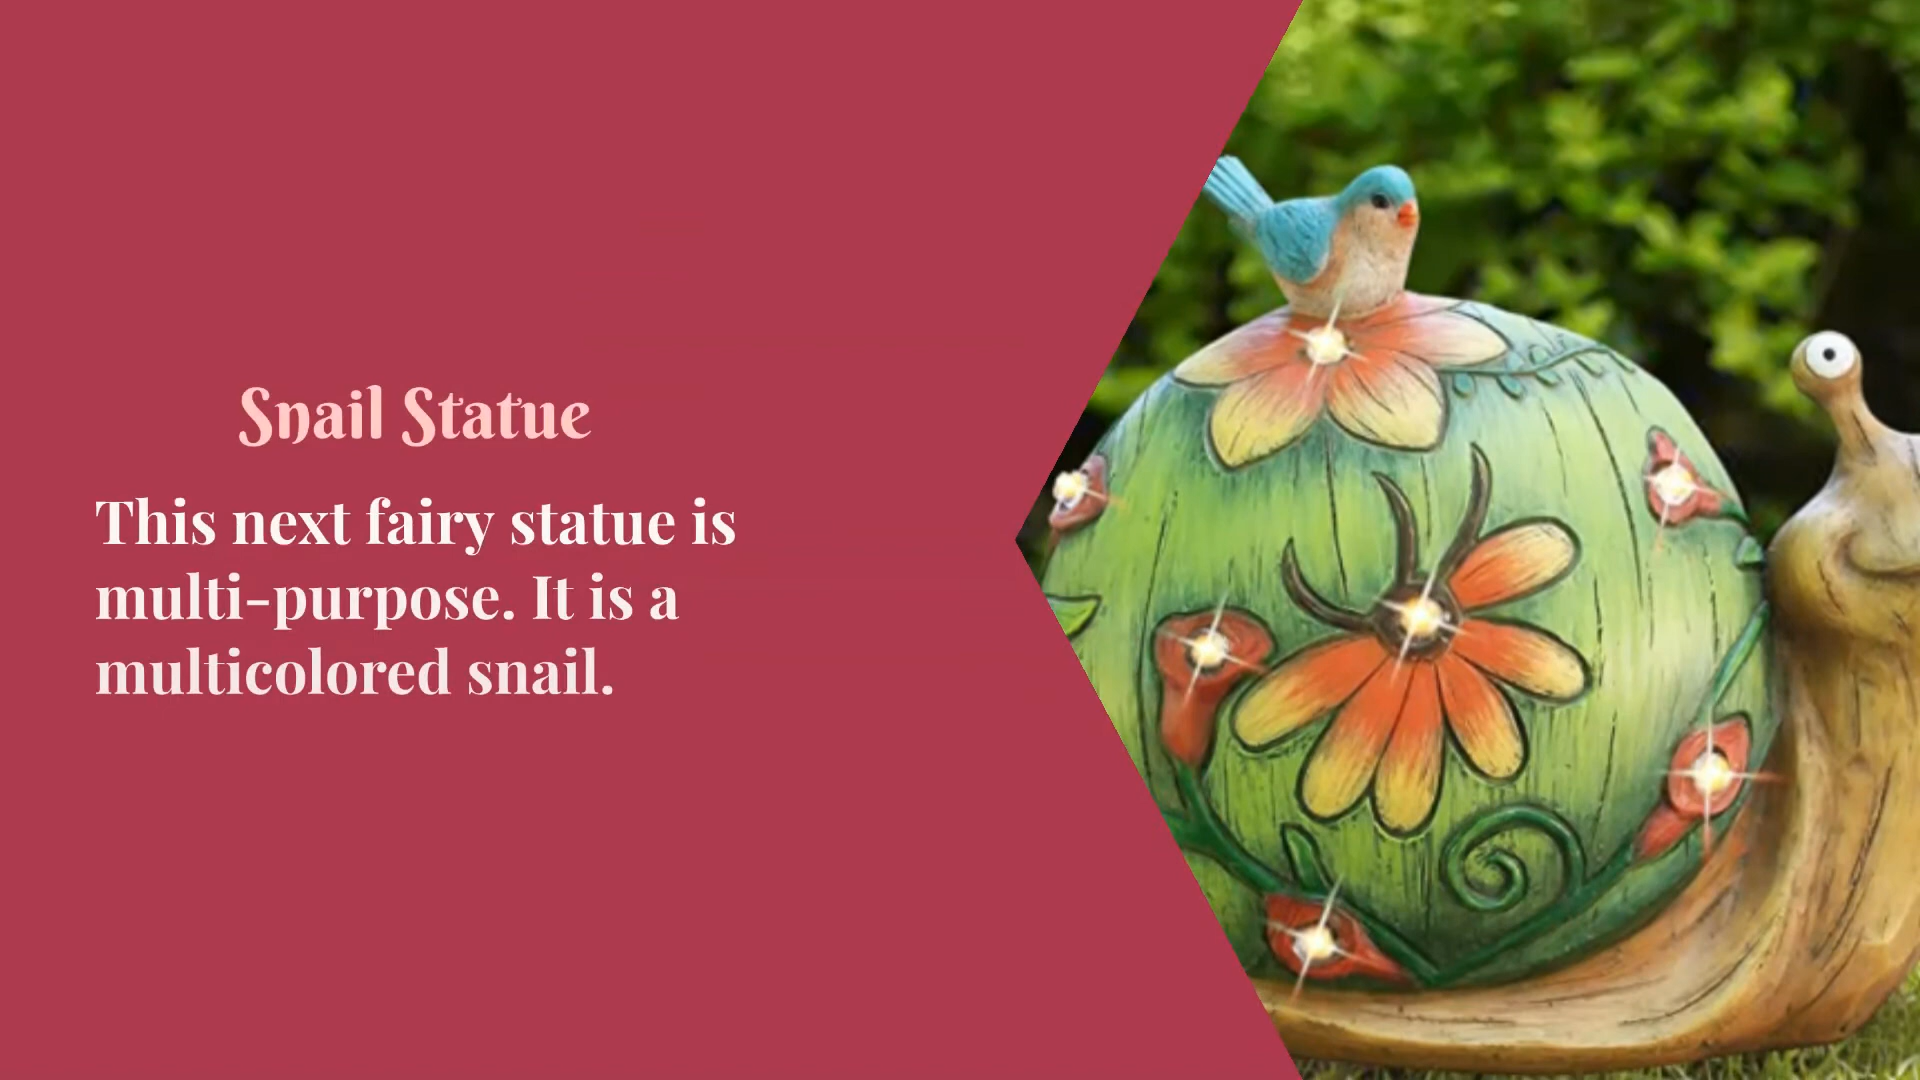 Snail Statue
This next fairy statue is
multi-purpose. It is a
multicolored snail.